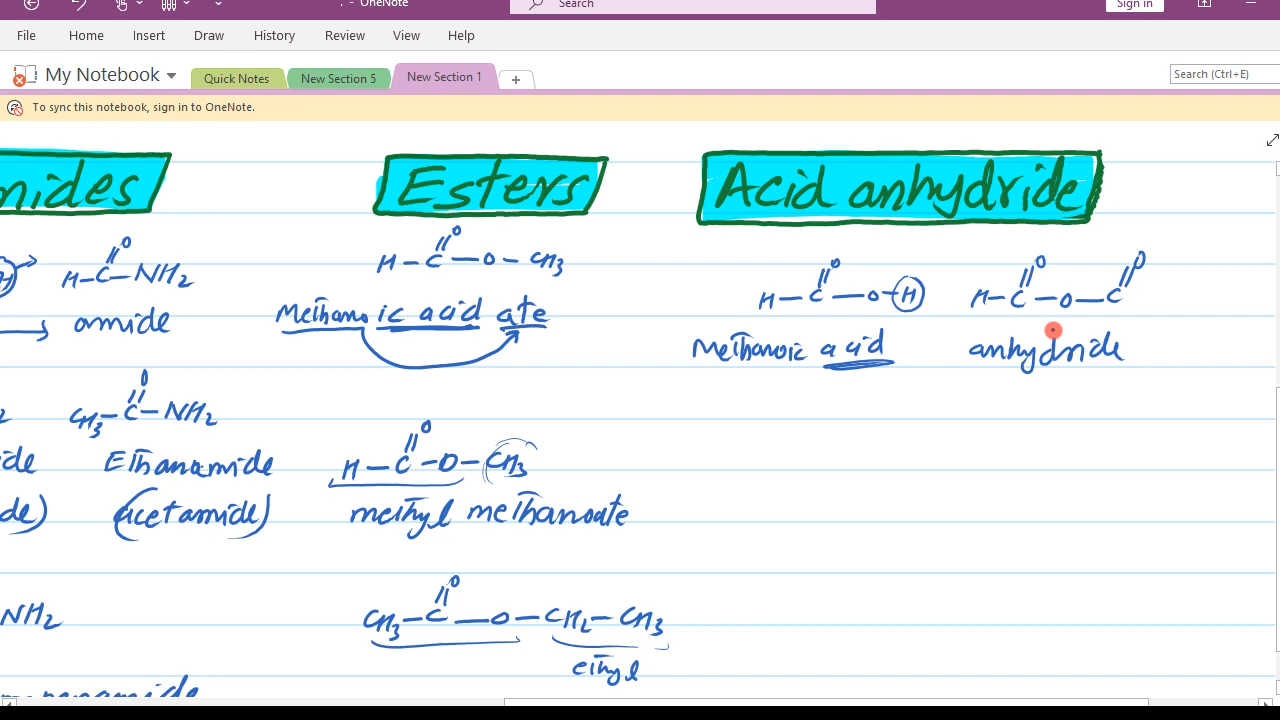 - OneNote
Search
Sign in
File Home Insert Draw History Review View Help
My Notebook
Quick Notes
New Section 5
New Section 1
+
Search (Ctrl+E)
To sync this notebook, sign in to OneNote.
mides
Esters
Acid anhydride
H
H-C-NH2
O
H-C-O-CH3
O
H-C-O-H
O
H-C-O-C
O
O
amide
Methanoic acid ate
Methanoic acid
anhydride
CH3-C-NH2
O
ide
Ethanamide
H-C-O-CH3
O
de)
(acetamide)
methyl methanoate
NH2
CH3-C-O-CH2-CH3
O
ethyl